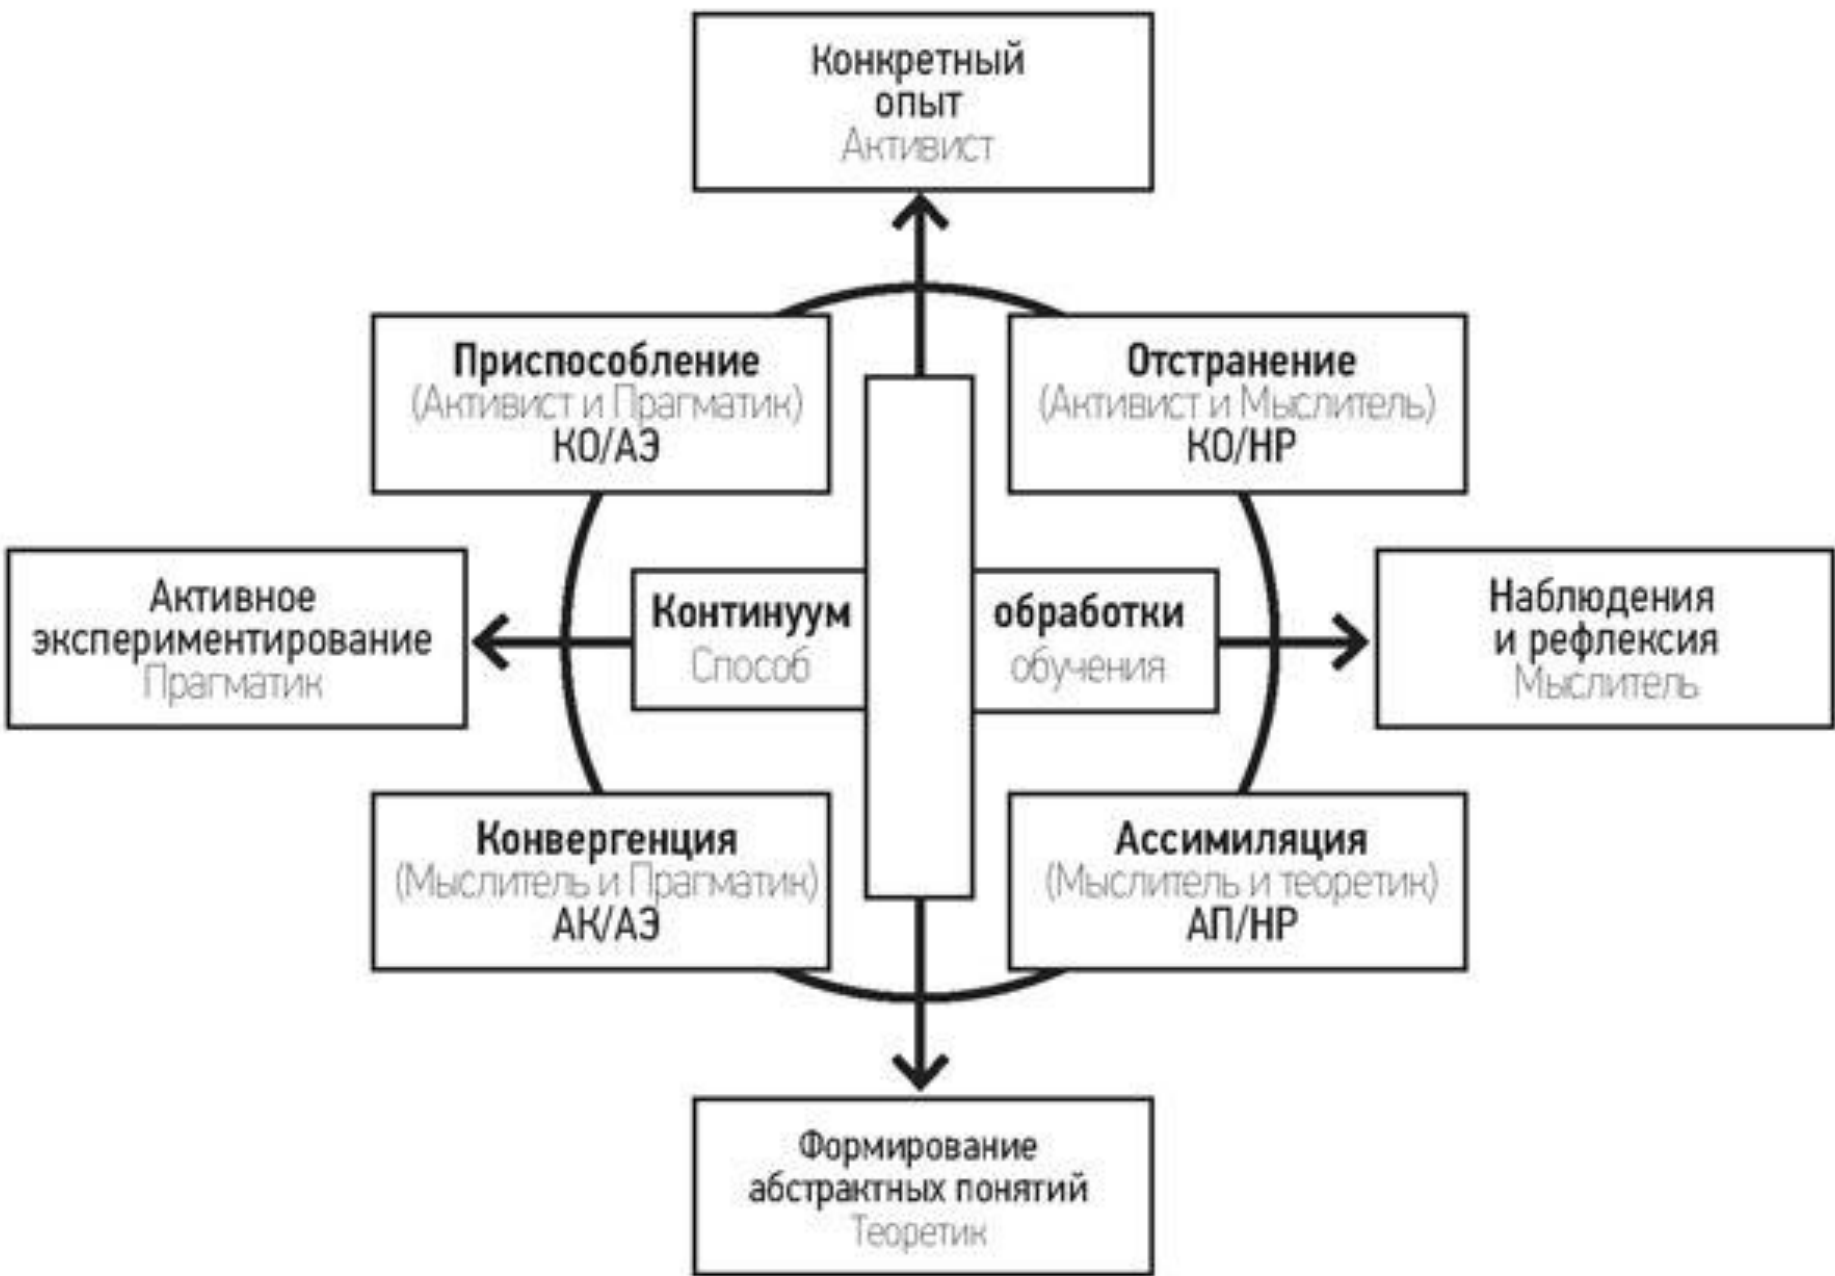 Конкретный
опыт
Активист
Приспособление
(Активист и Прагматик)
КО/АЭ
Отстранение
(Активист и Мыслитель)
КО/НР
Активное
экспериментирование
Прагматик
Континуум
Способ
обработки
обучения
Наблюдения
и рефлексия
Мыслитель
Конвергенция
(Мыслитель и Прагматик)
АК/АЭ
Ассимиляция
(Мыслитель и теоретик)
АП/НР
Формирование
абстрактных понятий
Теоретик